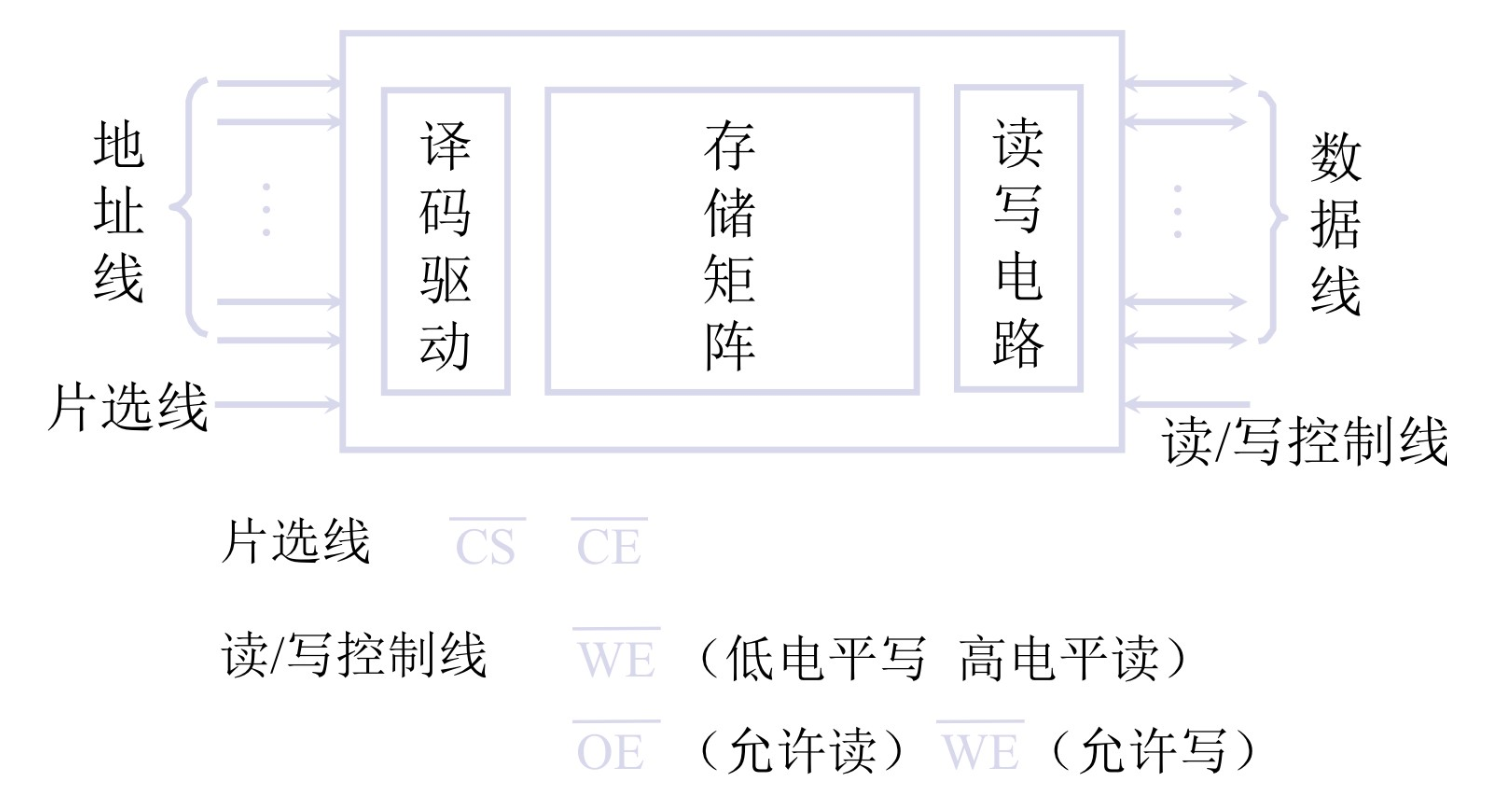 地址线
译码驱动
存储矩阵
读写电路
数据线
片选线
读/写控制线
片选线 CS CE
读/写控制线 WE （低电平写 高电平读）
OE （允许读） WE （允许写）